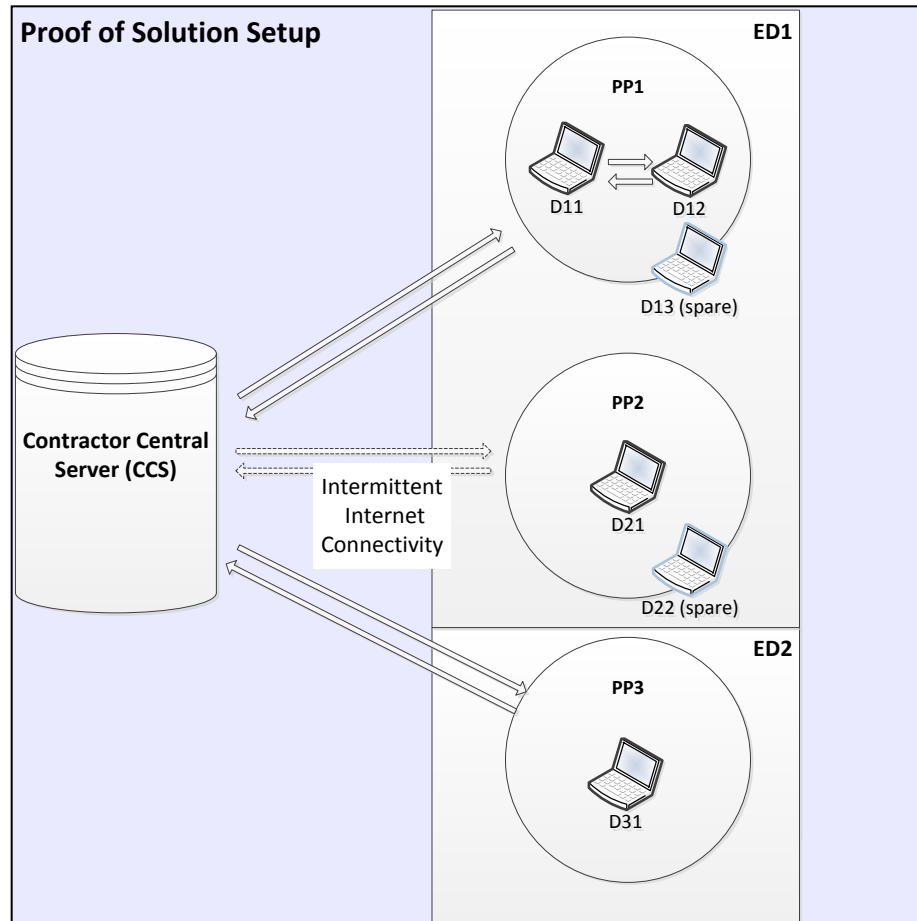 Proof of Solution Setup
ED1
PP1
D11
D12
D13 (spare)
Contractor Central
Server (CCS)
PP2
Intermittent
Internet
Connectivity
D21
D22 (spare)
ED2
PP3
D31